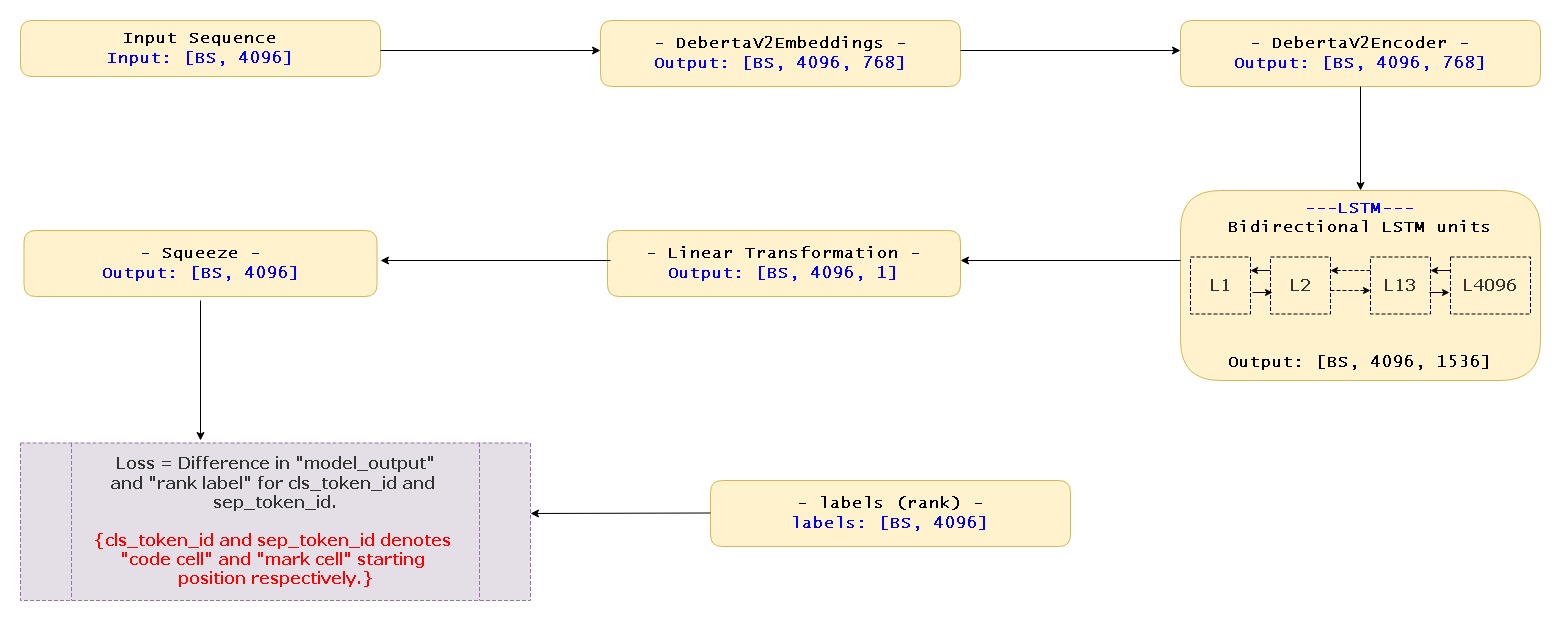 Input Sequence
Input: [BS, 4096]
- DebertaV2Embeddings -
Output: [BS, 4096, 768]
- DebertaV2Encoder -
Output: [BS, 4096, 768]
---LSTM---
Bidirectional LSTM units
L1
L2
L13
L4096
Output: [BS, 4096, 1536]
- Linear Transformation -
Output: [BS, 4096, 1]
- Squeeze -
Output: [BS, 4096]
Loss = Difference in "model_output"
and "rank label" for cls_token_id and
sep_token_id.
{cls_token_id and sep_token_id denotes
"code cell" and "mark cell" starting
position respectively.}
- labels (rank) -
labels: [BS, 4096]